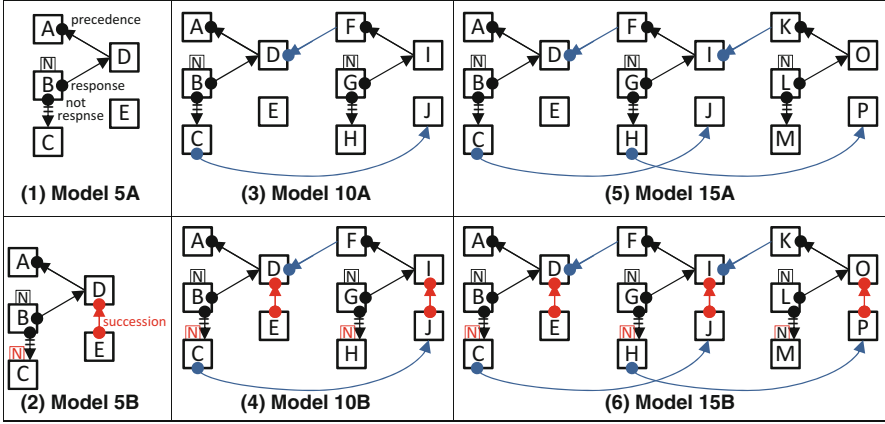 A
precedence
D
N
B
response
not
respnse
E
C
(1) Model 5A
A
F
D
I
N
N
B
G
E
J
C
H
(3) Model 10A
A
F
K
D
I
O
N
N
N
B
G
L
E
J
P
C
H
M
(5) Model 15A
A
D
N
B
succession
N
E
C
(2) Model 5B
A
F
D
I
N
N
B
G
N
N
E
J
C
H
(4) Model 10B
A
F
K
D
I
O
N
N
N
B
G
L
N
N
N
E
J
P
C
H
M
(6) Model 15B